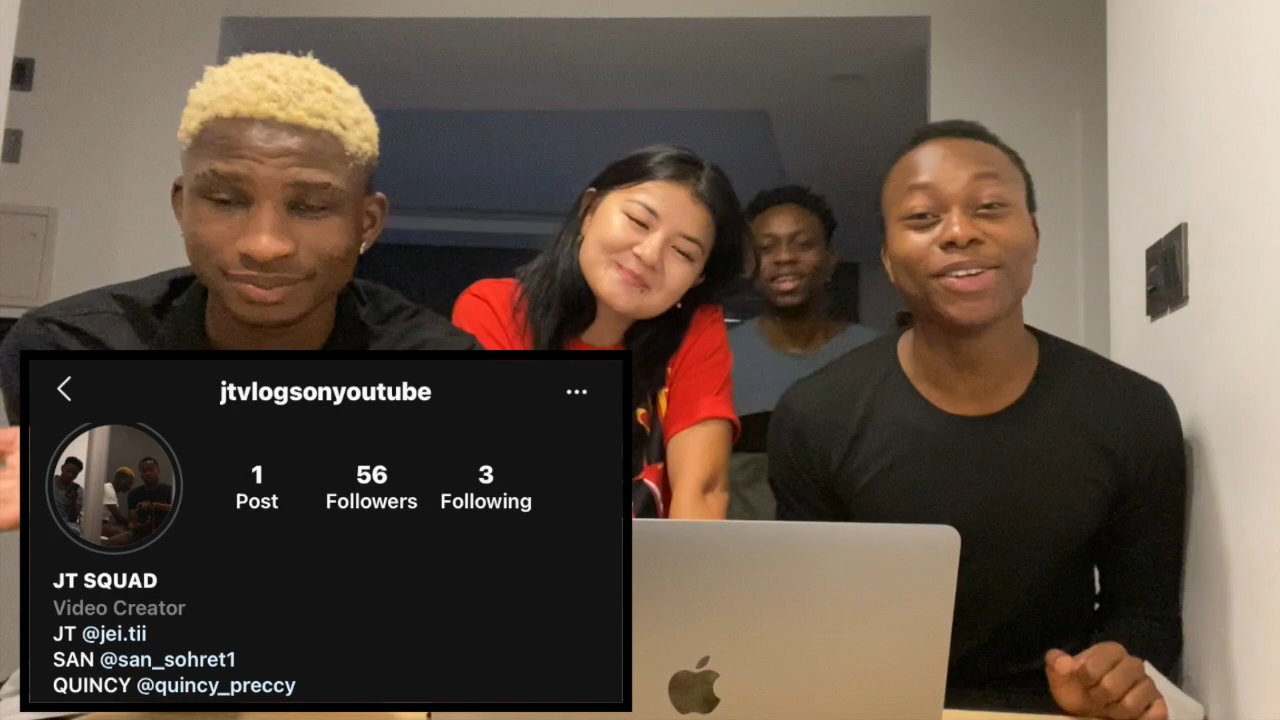 jtvlogsonyoutube
1
56
3
Post
Followers
Following
JT SQUAD
Video Creator
JT @jei.tii
SAN @san_sohret1
QUINCY @quincy_preccy